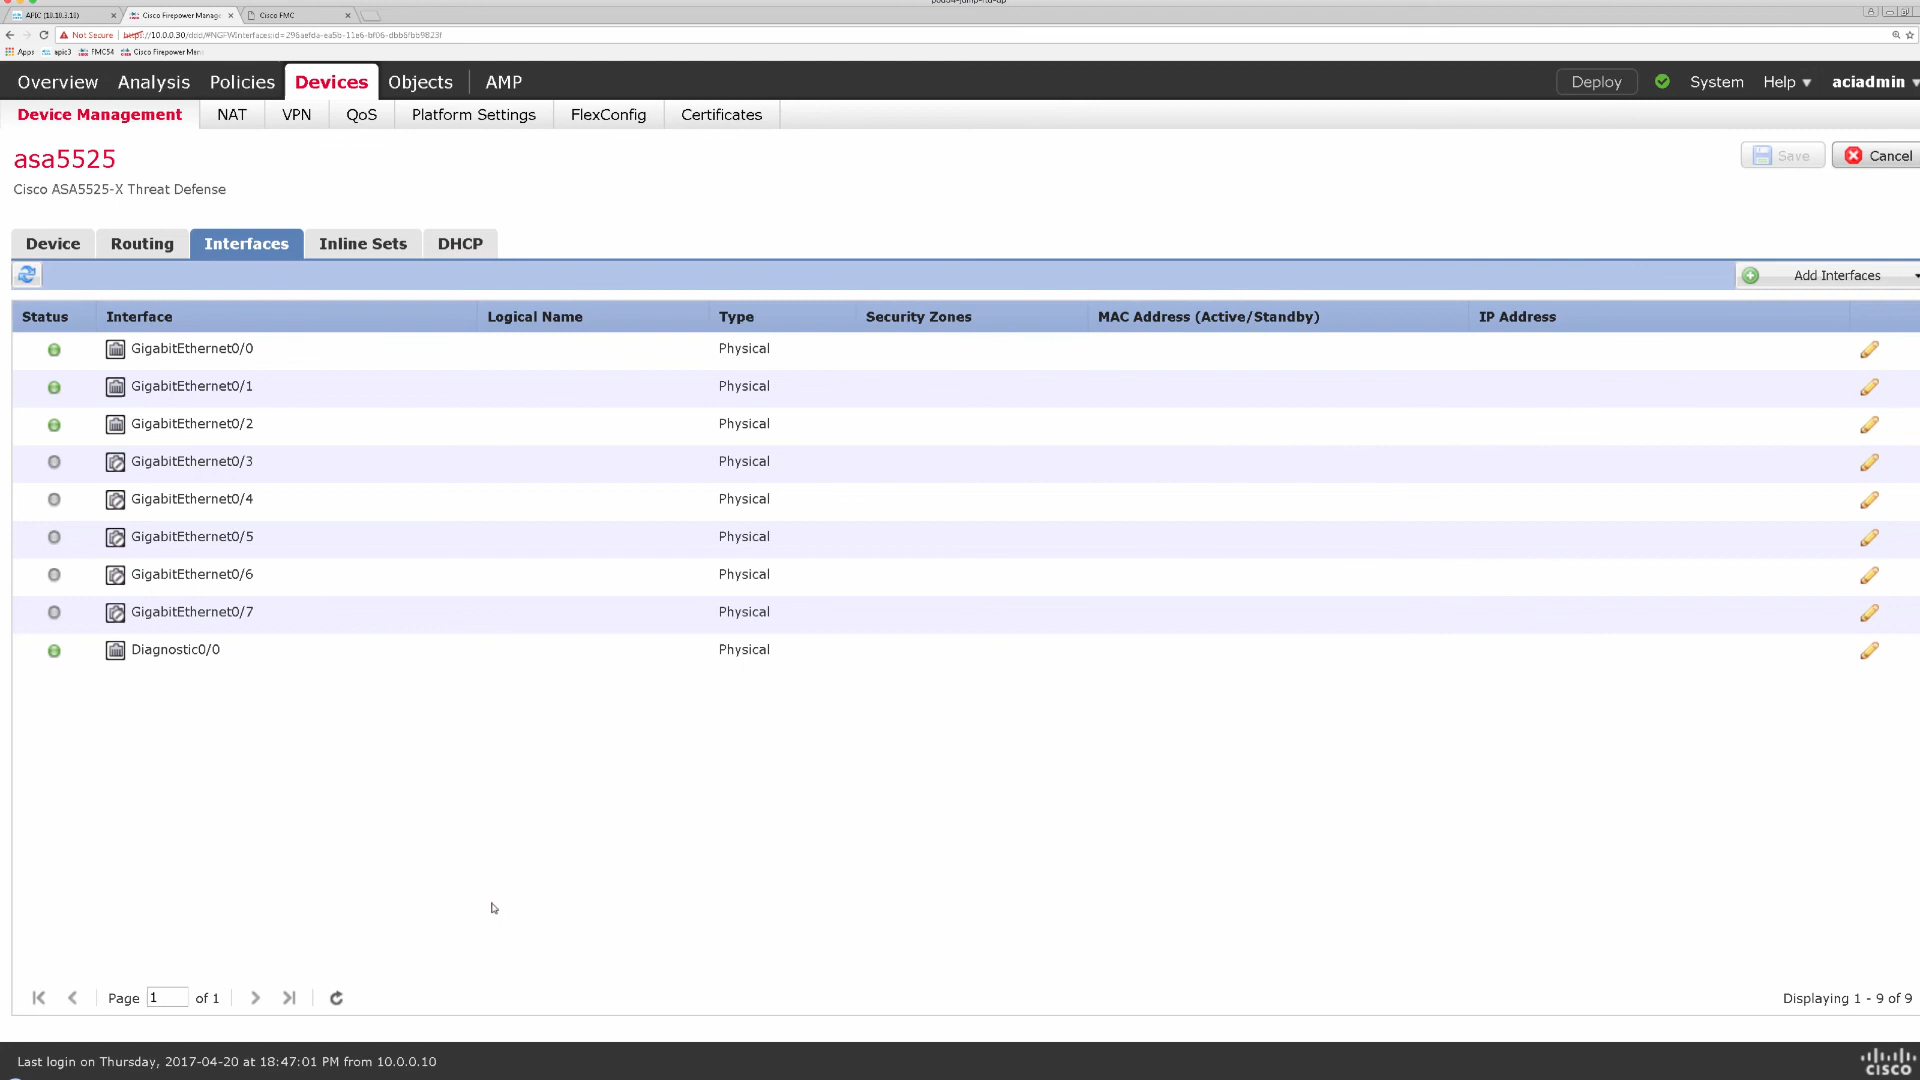 APIC (10.10.3.10)
Cisco Firepower Manag
Cisco FMC
Not Secure
https://10.0.0.30/ddd/#NGFWInterfaces;id=296aefda-ea5b-11e6-bf06-dbb6fbb9823f
Apps
apic3
FMC54
Cisco Firepower Man
Overview Analysis Policies Devices Objects AMP
Deploy System Help aciadmin
Device Management NAT VPN QoS Platform Settings FlexConfig Certificates
asa5525
Save Cancel
Cisco ASA5525-X Threat Defense
Device Routing Interfaces Inline Sets DHCP
Add Interfaces
Status Interface Logical Name Type Security Zones MAC Address (Active/Standby) IP Address
GigabitEthernet0/0 Physical
GigabitEthernet0/1 Physical
GigabitEthernet0/2 Physical
GigabitEthernet0/3 Physical
GigabitEthernet0/4 Physical
GigabitEthernet0/5 Physical
GigabitEthernet0/6 Physical
GigabitEthernet0/7 Physical
Diagnostic0/0 Physical
Page 1 of 1
Displaying 1 - 9 of 9
Last login on Thursday, 2017-04-20 at 18:47:01 PM from 10.0.0.10
cisco